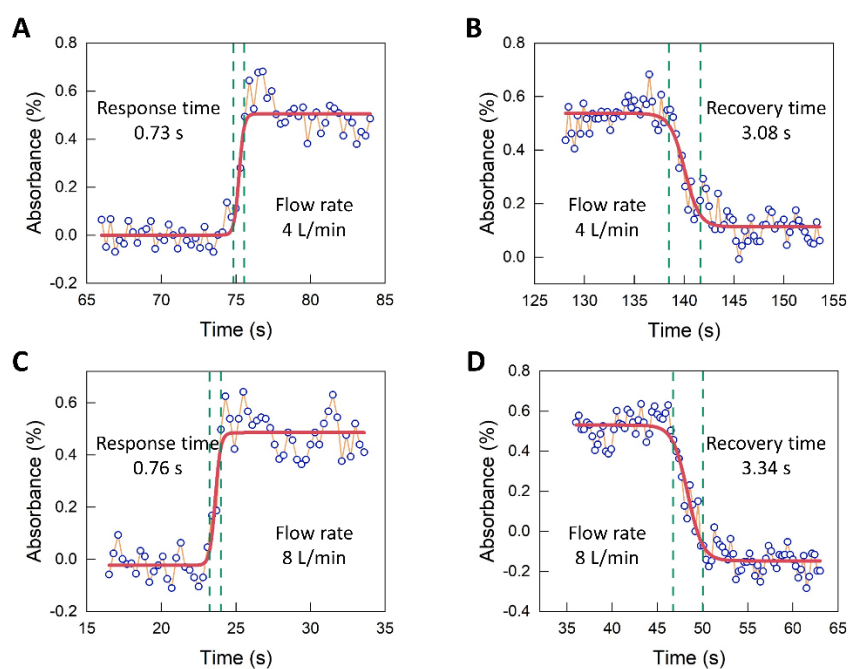 A
0.8
0.6
0.4
0.2
0.0
-0.2
Absorbance (%)
Response time
0.73 s
Flow rate
4 L/min
65 70 75 80 85
Time (s)
B
0.8
0.6
0.4
0.2
0.0
Absorbance (%)
Recovery time
3.08 s
Flow rate
4 L/min
125 130 135 140 145 150 155
Time (s)
C
0.6
0.4
0.2
0.0
-0.2
Absorbance (%)
Response time
0.76 s
Flow rate
8 L/min
15 20 25 30 35
Time (s)
D
0.8
0.6
0.4
0.2
0.0
-0.2
-0.4
Absorbance (%)
Recovery time
3.34 s
Flow rate
8 L/min
35 40 45 50 55 60 65
Time (s)